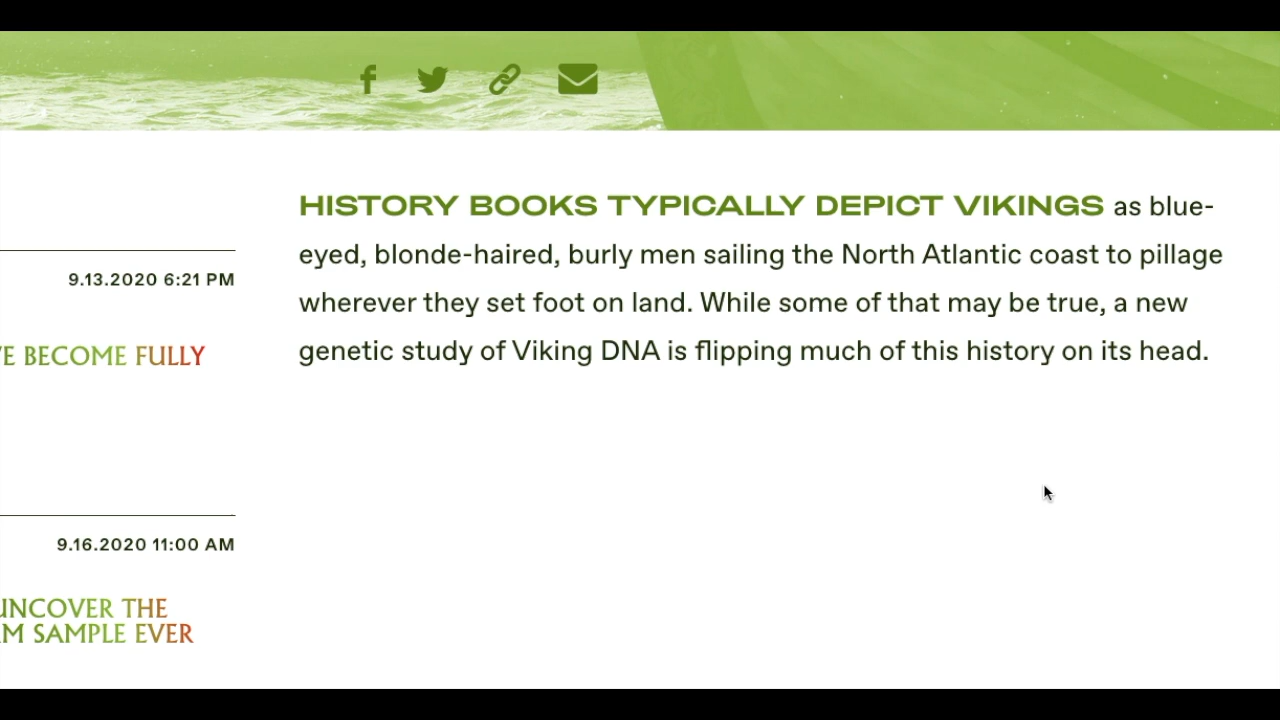 HISTORY BOOKS TYPICALLY DEPICT VIKINGS as blue-
eyed, blonde-haired, burly men sailing the North Atlantic coast to pillage
wherever they set foot on land. While some of that may be true, a new
genetic study of Viking DNA is flipping much of this history on its head.
9.13.2020 6:21 PM
BECOME FULLY
9.16.2020 11:00 AM
UNCOVER THE
SAMPLE EVER